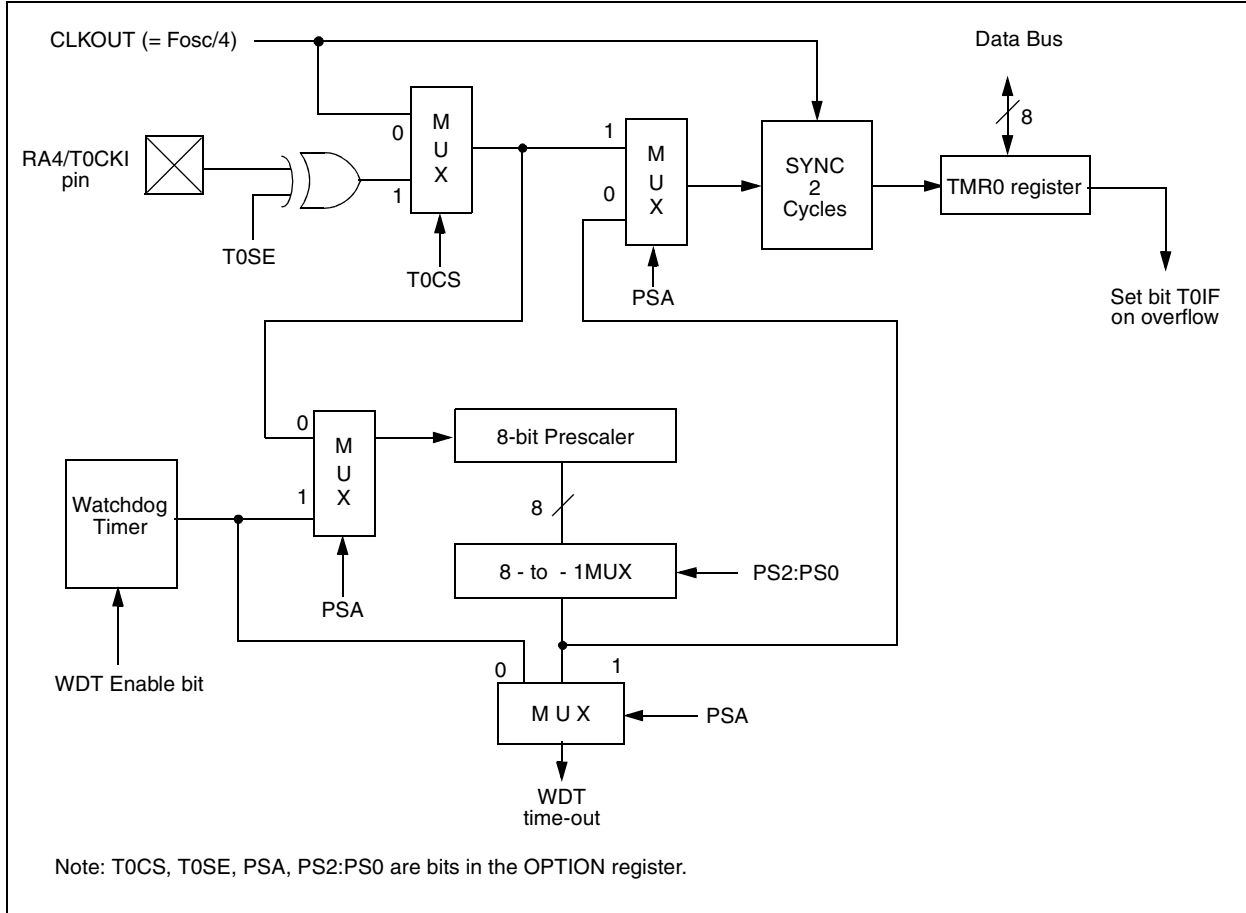 CLKOUT (= Fosc/4)
Data Bus
8
RA4/T0CKI
pin
T0SE
0
1
M
U
X
T0CS
1
0
M
U
X
PSA
SYNC
2
Cycles
TMR0 register
Set bit T0IF
on overflow
0
1
M
U
X
PSA
8-bit Prescaler
8
8 - to - 1MUX
PS2:PS0
Watchdog
Timer
WDT Enable bit
0
1
M U X
PSA
WDT
time-out
Note: T0CS, T0SE, PSA, PS2:PS0 are bits in the OPTION register.